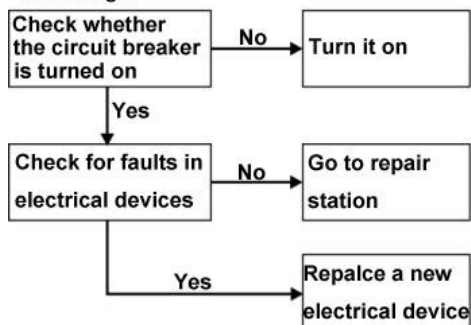 Check whether
the circuit breaker
is turned on
No
Turn it on
Yes
Check for faults in
electrical devices
No
Go to repair
station
Yes
Repalce a new
electrical device